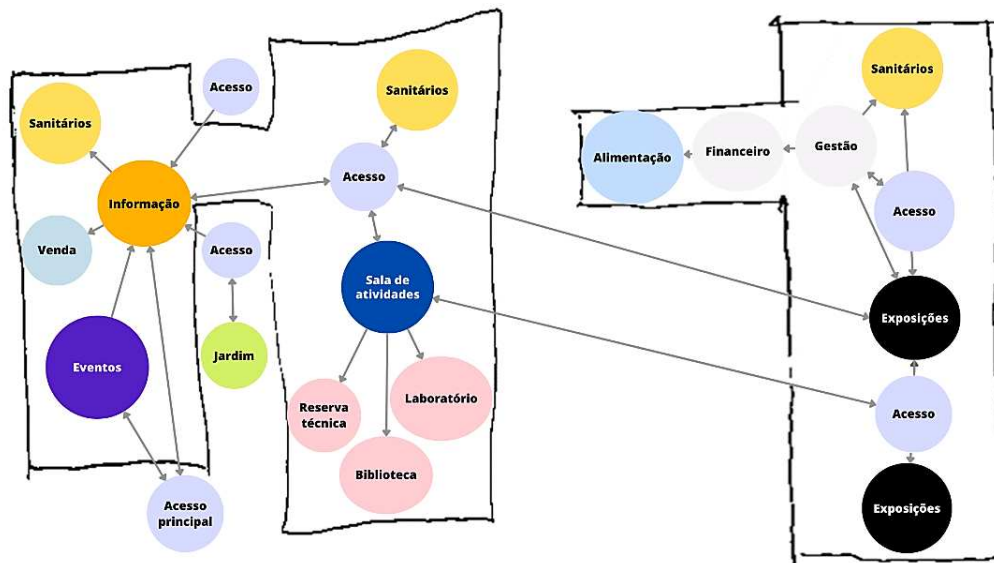 Acesso
Sanitários
Informação
Venda
Acesso
Eventos
Jardim
Acesso
principal
Sanitários
Acesso
Sala de
atividades
Reserva
técnica
Laboratório
Biblioteca
Sanitários
Alimentação
Financeiro
Gestão
Acesso
Exposições
Acesso
Exposições